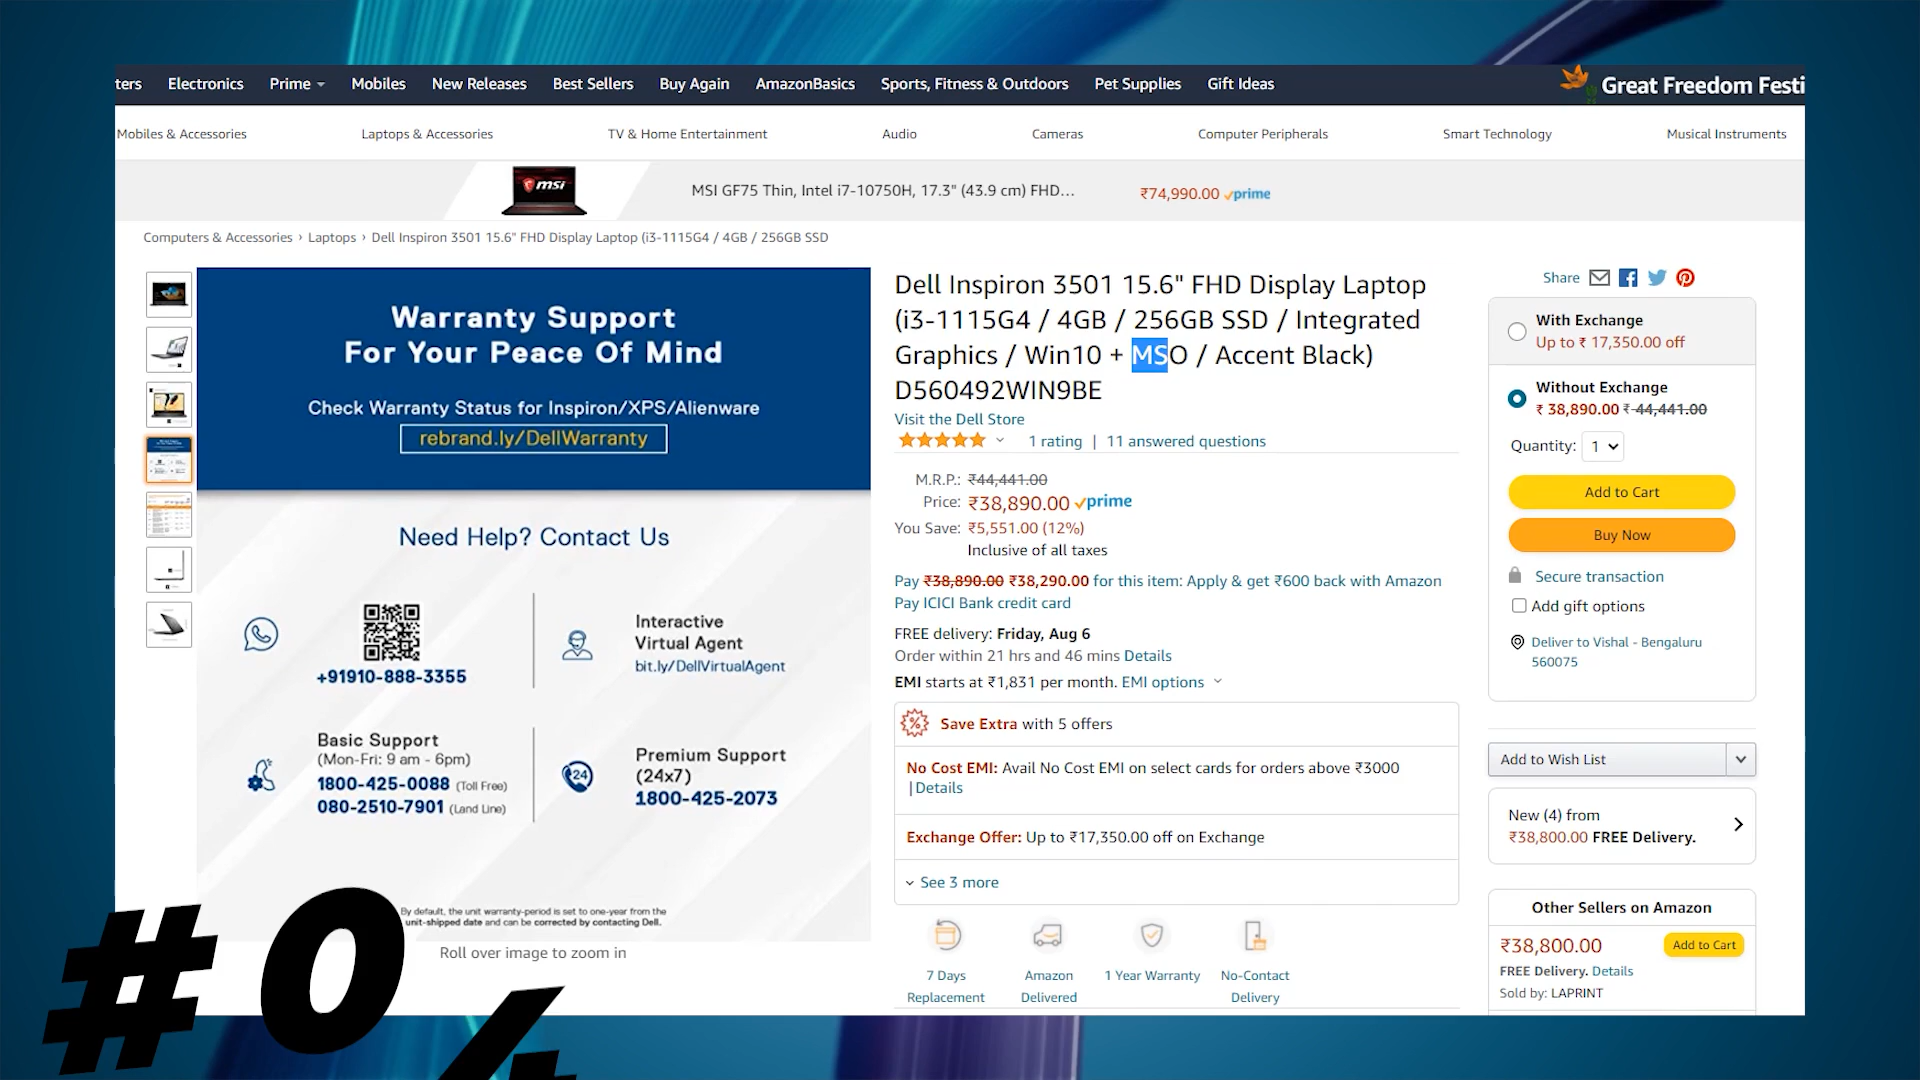 ters Electronics Prime Mobiles New Releases Best Sellers Buy Again AmazonBasics Sports, Fitness & Outdoors Pet Supplies Gift Ideas Great Freedom Festi
Mobiles & Accessories Laptops & Accessories TV & Home Entertainment Audio Cameras Computer Peripherals Smart Technology Musical Instruments
msi MSI GF75 Thin, Intel i7-10750H, 17.3" (43.9 cm) FHD... ₹74,990.00 prime
Computers & Accessories › Laptops › Dell Inspiron 3501 15.6" FHD Display Laptop (i3-1115G4 / 4GB / 256GB SSD
Warranty Support
For Your Peace Of Mind
Check Warranty Status for Inspiron/XPS/Alienware
rebrand.ly/DellWarranty
Need Help? Contact Us
+91910-888-3355
Interactive
Virtual Agent
bit.ly/DellVirtualAgent
Basic Support
(Mon-Fri: 9 am - 6pm)
1800-425-0088 (Toll Free)
080-2510-7901 (Land Line)
24
Premium Support
(24x7)
1800-425-2073
By default, the unit warranty-period is set to one-year from the
unit-shipped date and can be corrected by contacting Dell.
Roll over image to zoom in
Dell Inspiron 3501 15.6" FHD Display Laptop
(i3-1115G4 / 4GB / 256GB SSD / Integrated
Graphics / Win10 + MSO / Accent Black)
D560492WIN9BE
Visit the Dell Store
1 rating | 11 answered questions
M.R.P.: ₹44,441.00
Price: ₹38,890.00 prime
You Save: ₹5,551.00 (12%)
Inclusive of all taxes
Pay ₹38,890.00 ₹38,290.00 for this item: Apply & get ₹600 back with Amazon
Pay ICICI Bank credit card
FREE delivery: Friday, Aug 6
Order within 21 hrs and 46 mins Details
EMI starts at ₹1,831 per month. EMI options
Save Extra with 5 offers
No Cost EMI: Avail No Cost EMI on select cards for orders above ₹3000
|Details
Exchange Offer: Up to ₹17,350.00 off on Exchange
See 3 more
7 Days
Replacement
Amazon
Delivered
1 Year Warranty
No-Contact
Delivery
Share
With Exchange
Up to ₹ 17,350.00 off
Without Exchange
₹ 38,890.00 ₹ 44,441.00
Quantity: 1
Add to Cart
Buy Now
Secure transaction
Add gift options
Deliver to Vishal - Bengaluru
560075
Add to Wish List
New (4) from
₹38,800.00 FREE Delivery.
Other Sellers on Amazon
₹38,800.00 Add to Cart
FREE Delivery. Details
Sold by: LAPRINT
#04